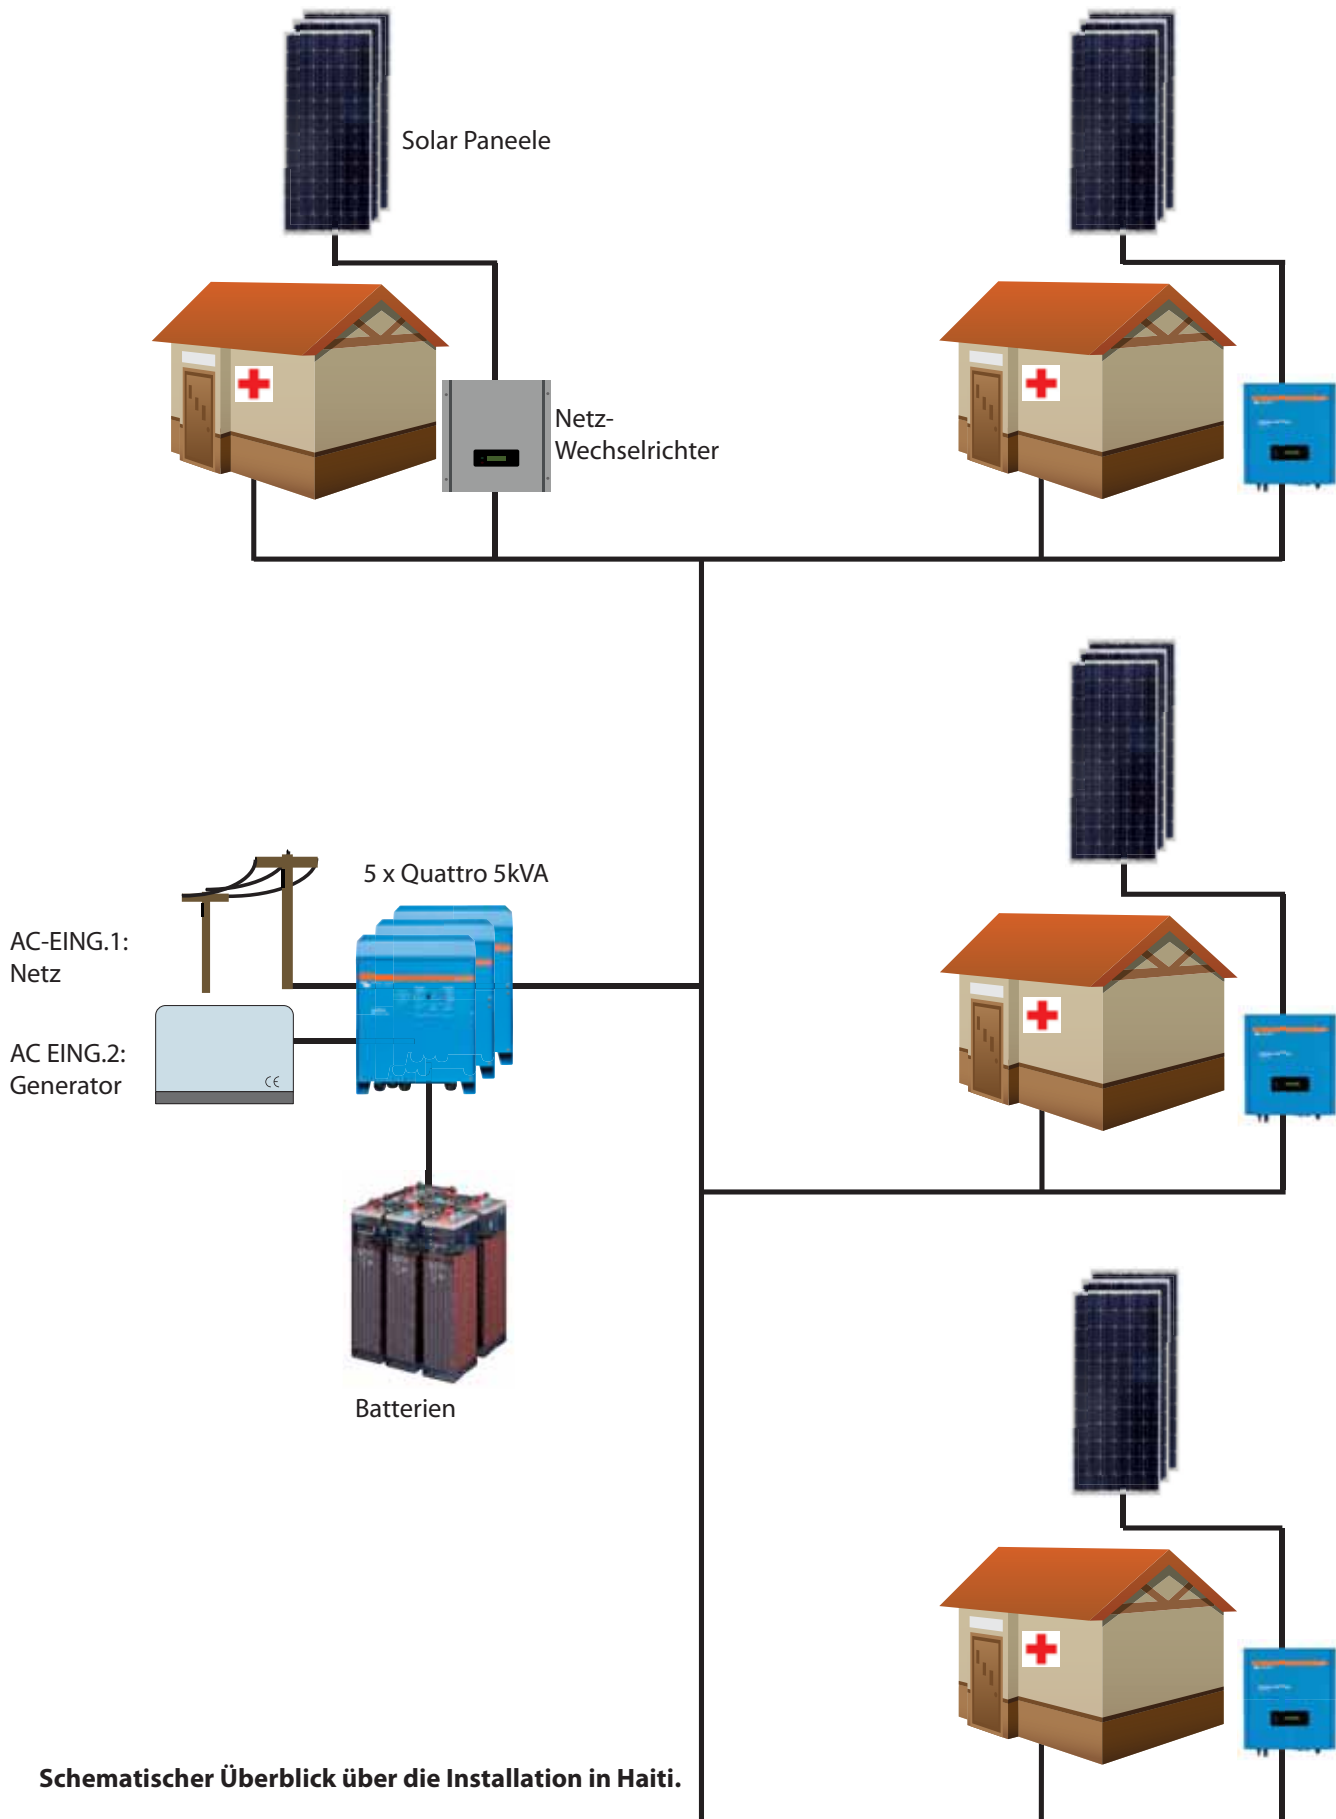 Solar Paneele
Netz-
Wechselrichter
5 x Quattro 5kVA
AC-EING.1:
Netz
AC EING.2:
Generator
CE
Batterien
Schematischer Überblick über die Installation in Haiti.